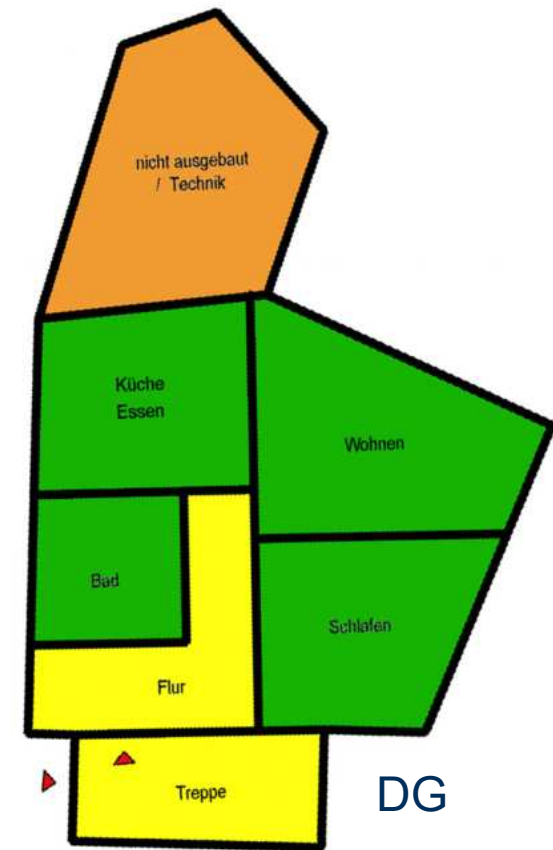 nicht ausgebaut
/ Technik
Küche
Essen
Wohnen
Bad
Schlafen
Flur
Treppe
DG